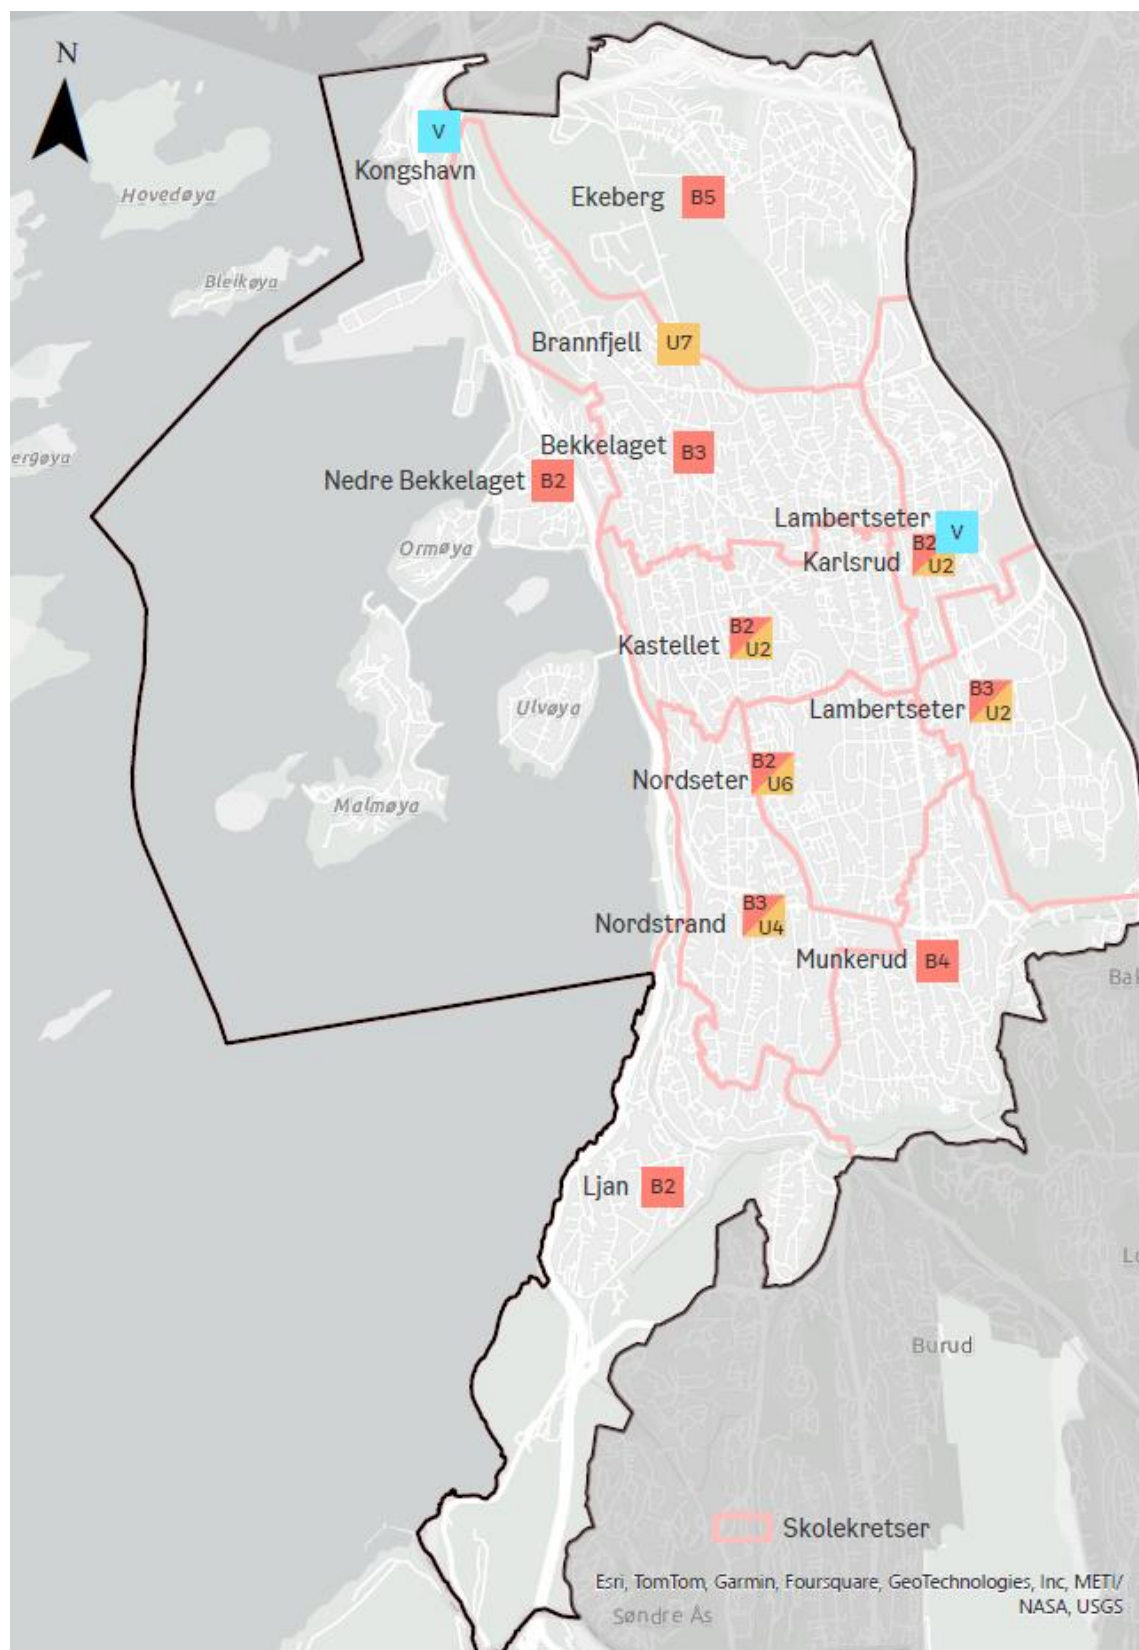 N
V
Kongshavn
Hovedøya
Ekeberg B5
Bleikøya
Brannfjell U7
Bekkelaget B3
ergøya
Nedre Bekkelaget B2
Lambertseter V
Ormøya
B2
Karlsrud U2
B2
Kastellet U2
B3
Lambertseter U2
Ulvøya
B2
Nordseter U6
Malmøya
B3
Nordstrand U4
Munkerud B4
Bak
Ljan B2
Lo
Burud
Skolekretser
Esri, TomTom, Garmin, Foursquare, GeoTechnologies, Inc, METI/
NASA, USGS
Søndre Ås